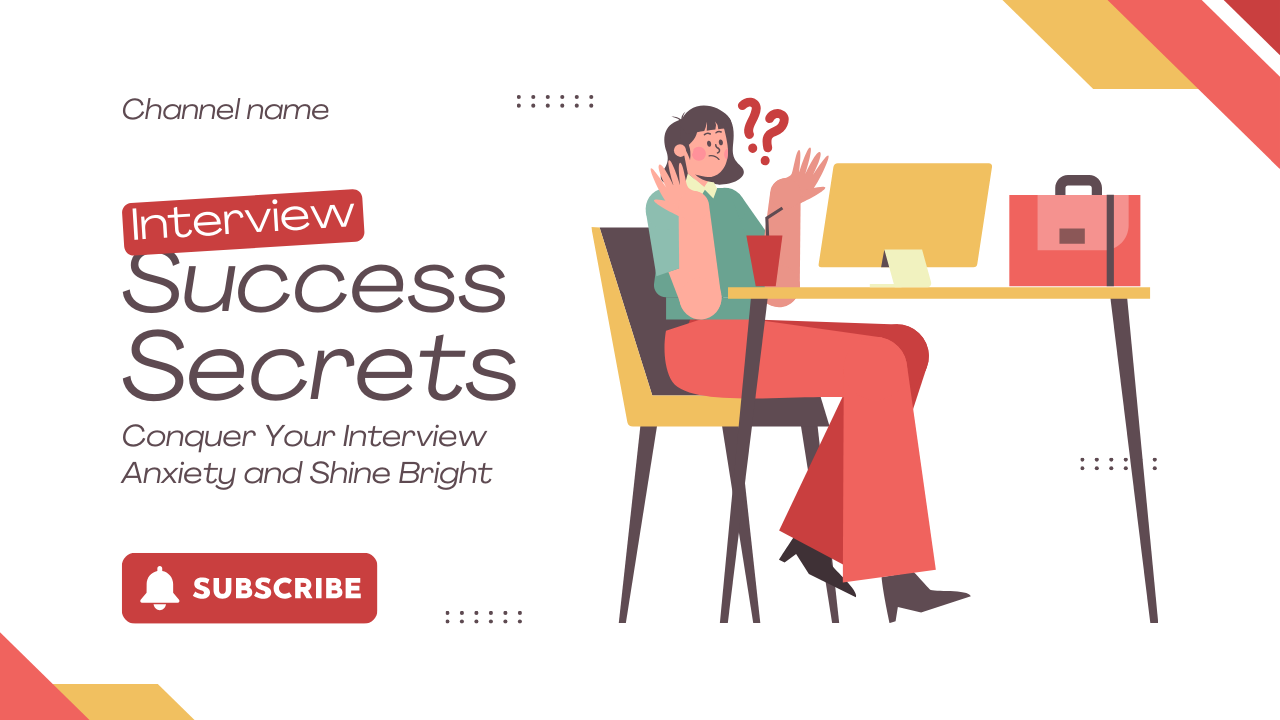 Channel name
Interview
Success
Secrets
Conquer Your Interview
Anxiety and Shine Bright
SUBSCRIBE
??